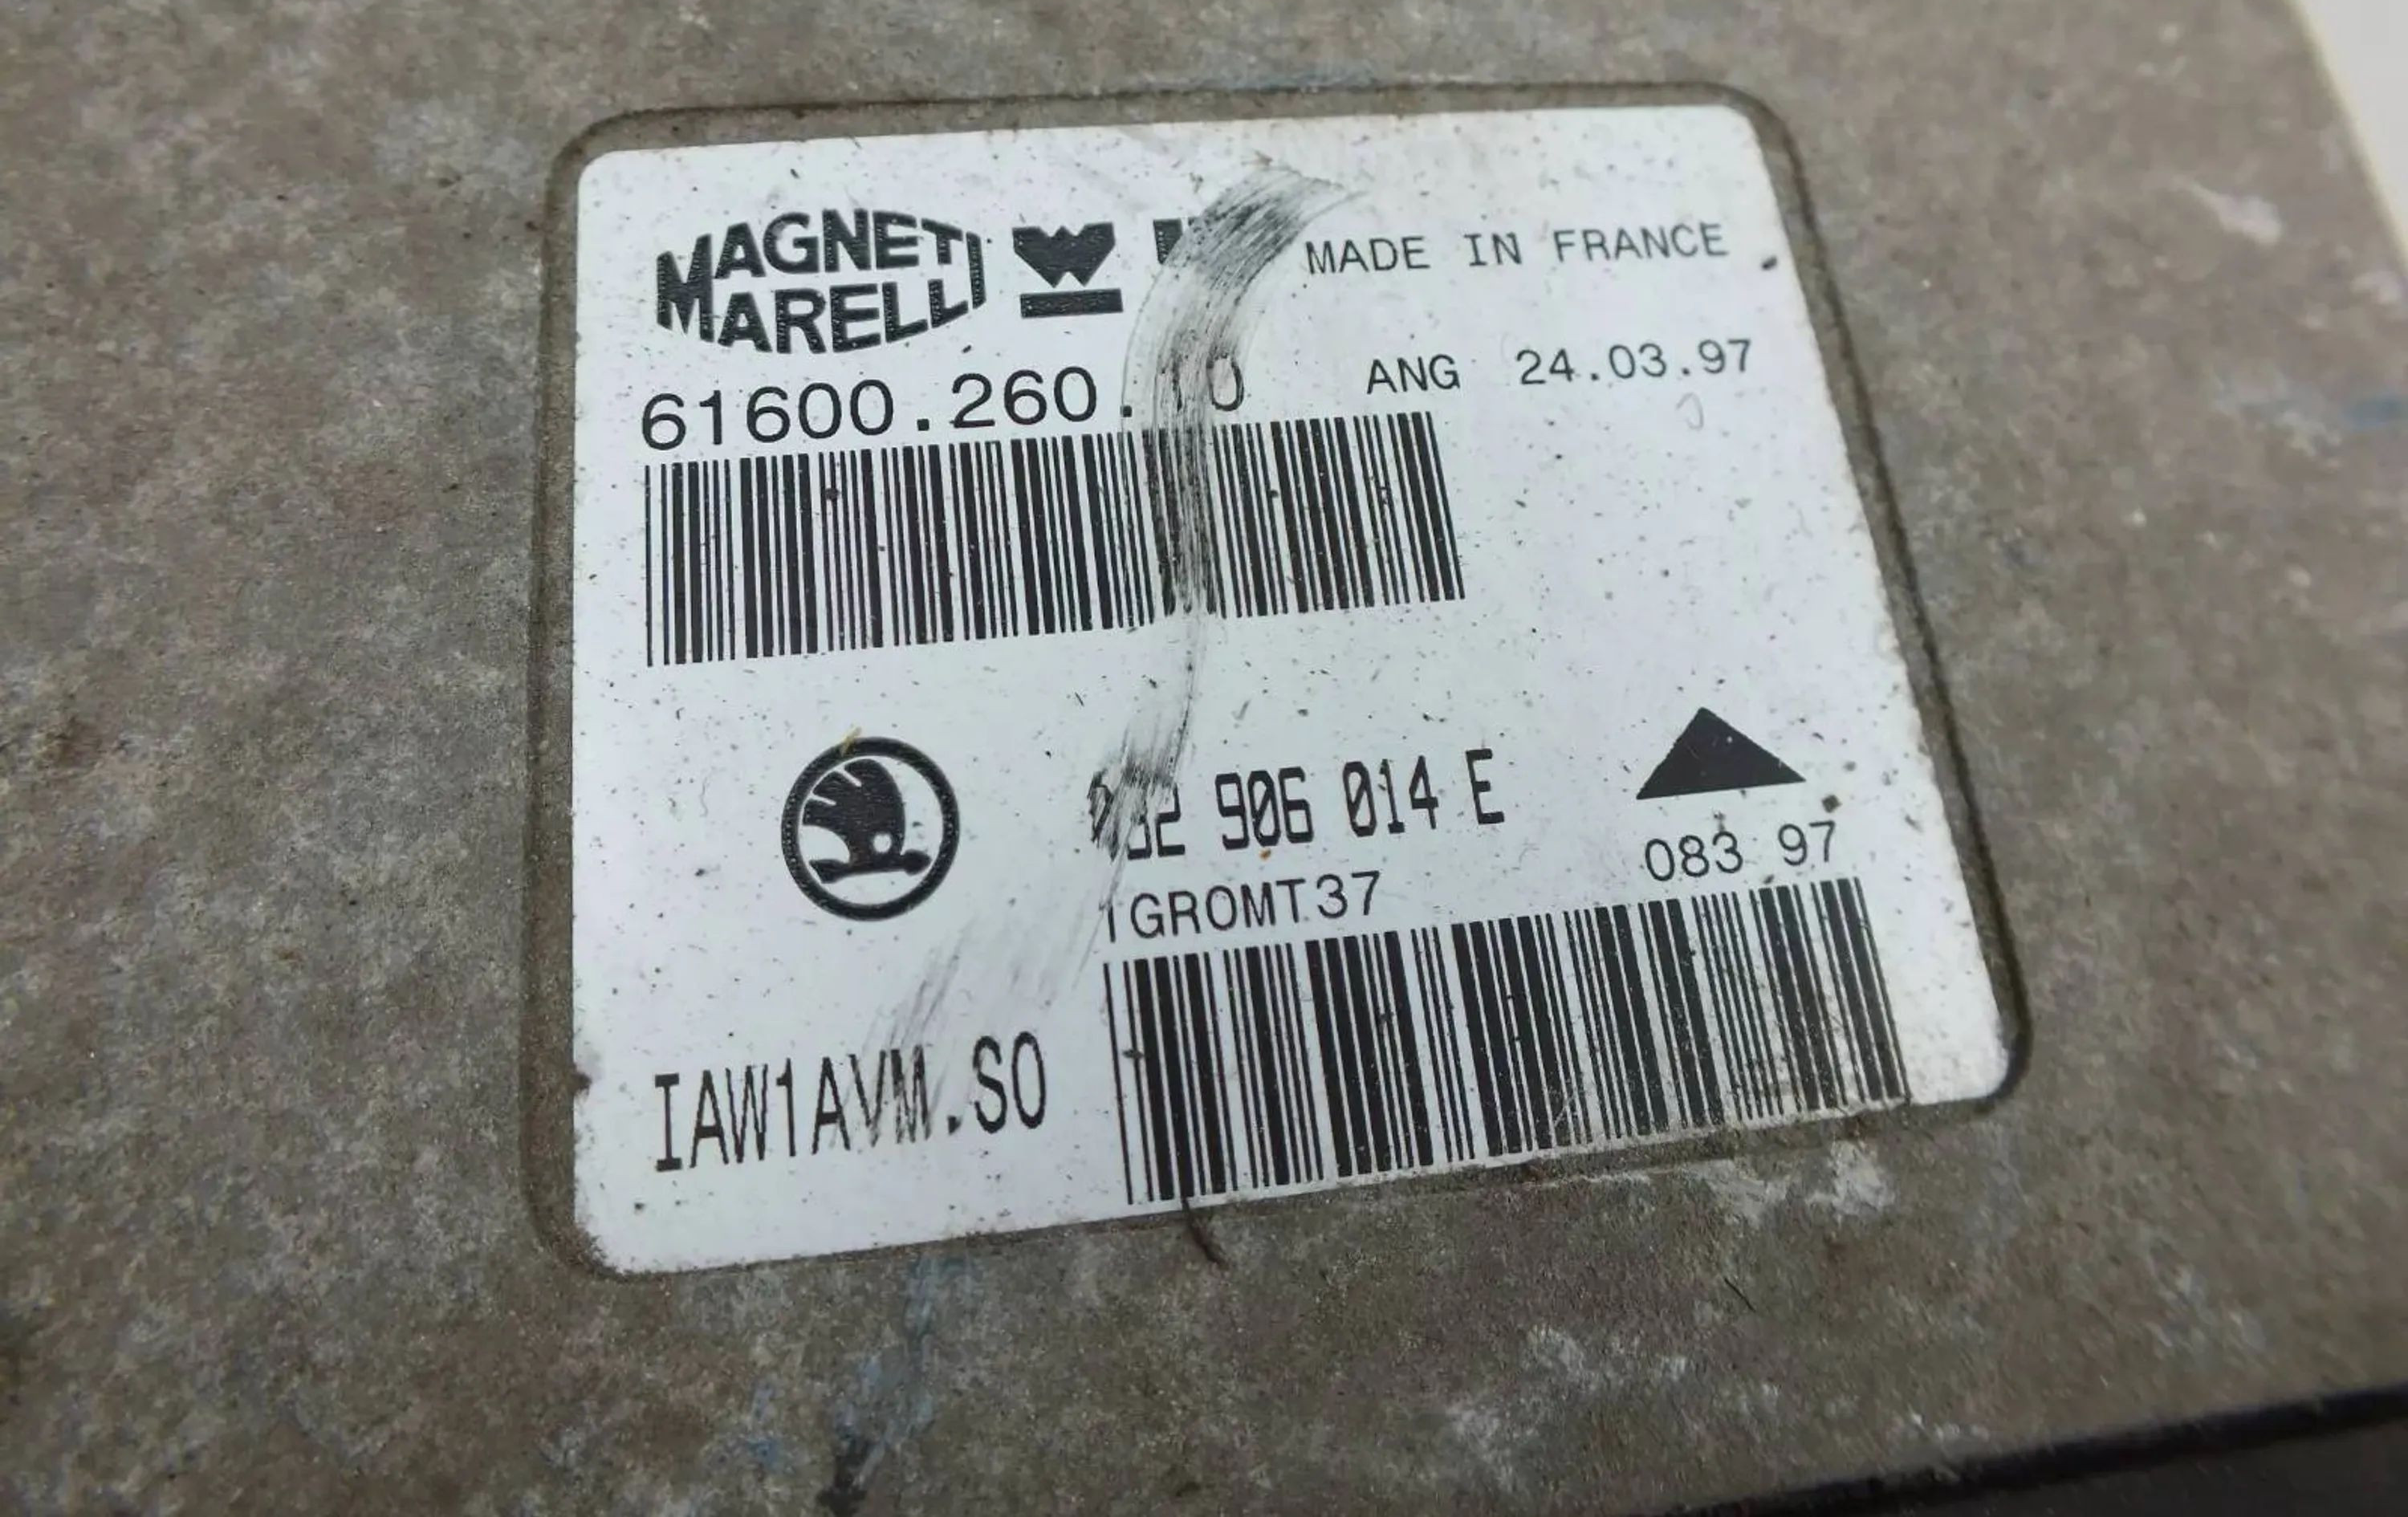 MAGNETI
MARELLI
MADE IN FRANCE
61600.260.
ANG 24.03.97
906 014 E
083 97
GROMT37
IAW1AVM.SO